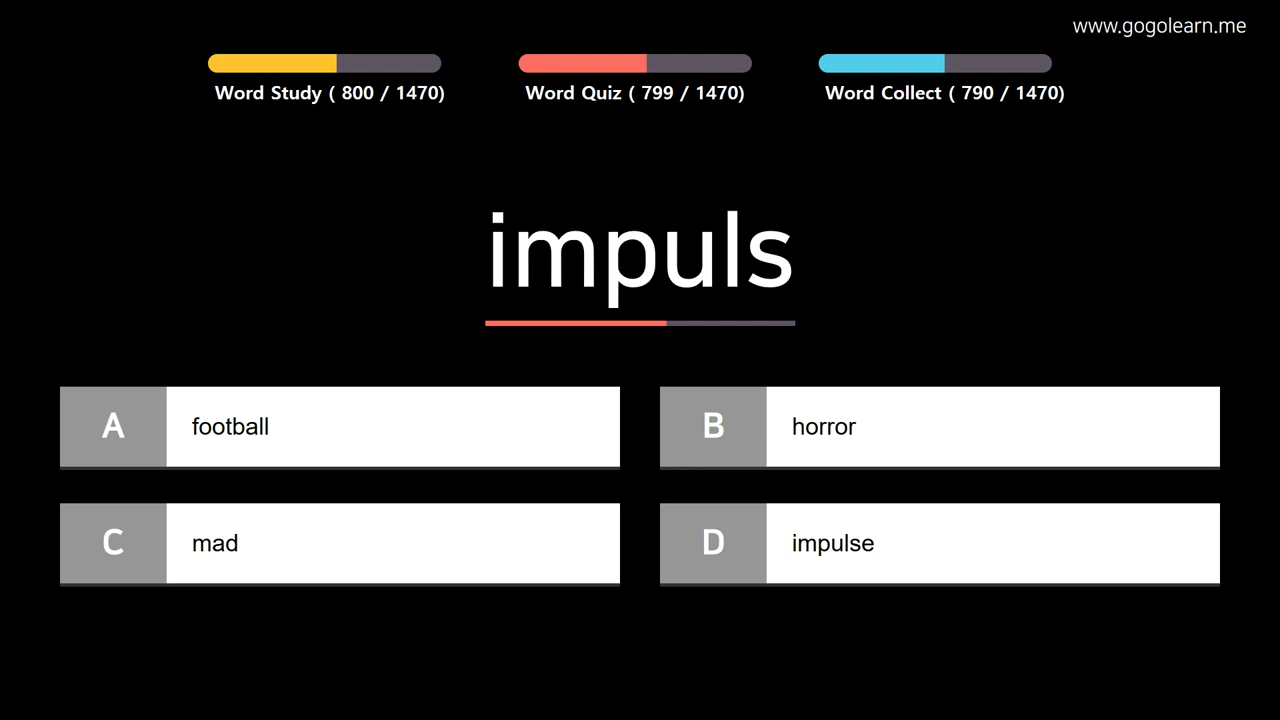 www.gogolearn.me
Word Study ( 800 / 1470)
Word Quiz ( 799 / 1470)
Word Collect ( 790 / 1470)
impuls
A football
B horror
C mad
D impulse